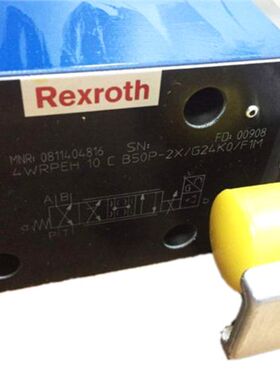 Rexroth
FD: 00908
MNR: 0811404816 SN:
4WRPEH 10 C B50P-2X/G24K0/F1M
A B
P T